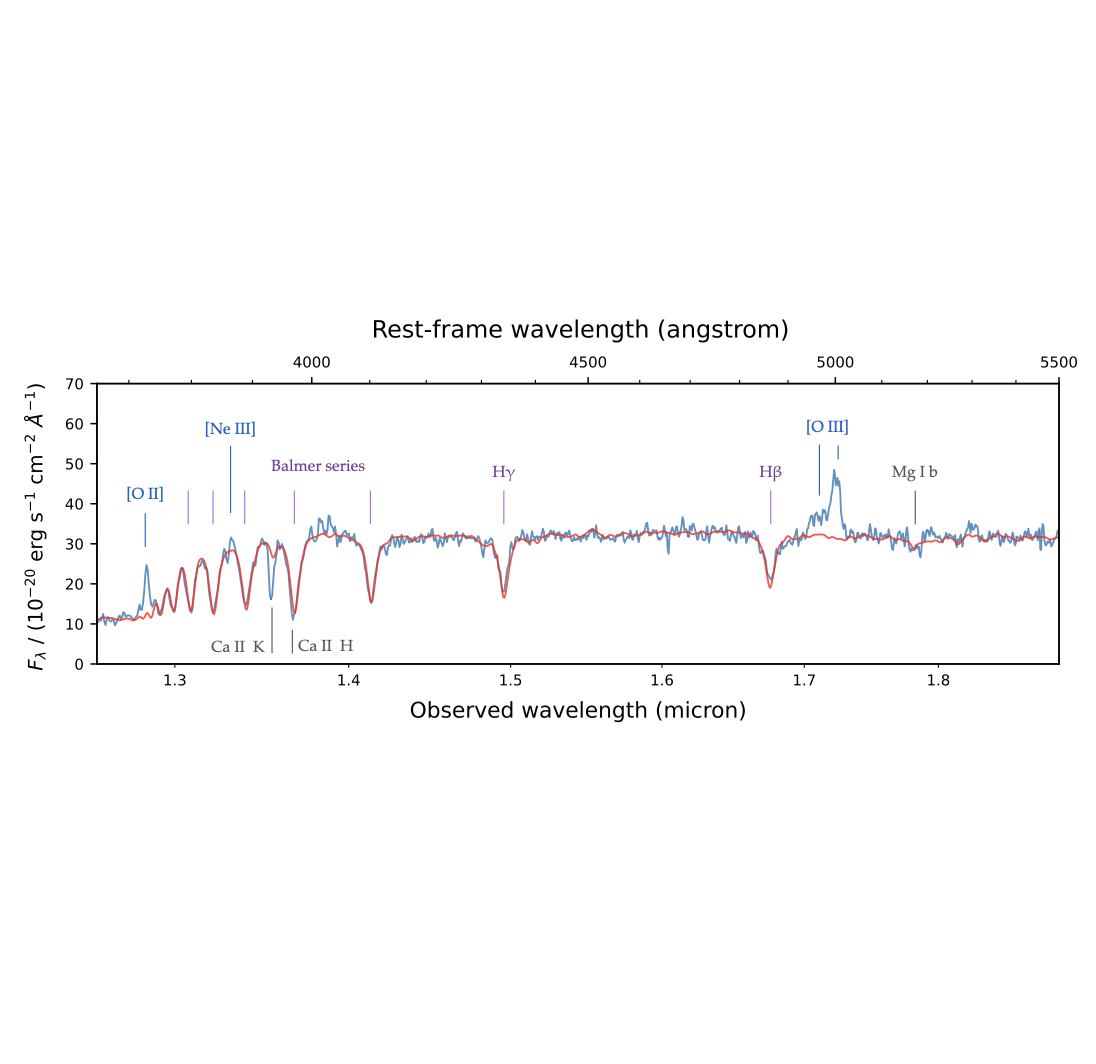 Rest-frame wavelength (angstrom)
4000 4500 5000 5500
70
60
50
40
30
20
10
0
F_λ / (10⁻²⁰ erg s⁻¹ cm⁻² Å⁻¹)
[O II]
[Ne III]
Balmer series
Hγ
Hβ
[O III]
Mg I b
Ca II K
Ca II H
1.3 1.4 1.5 1.6 1.7 1.8
Observed wavelength (micron)